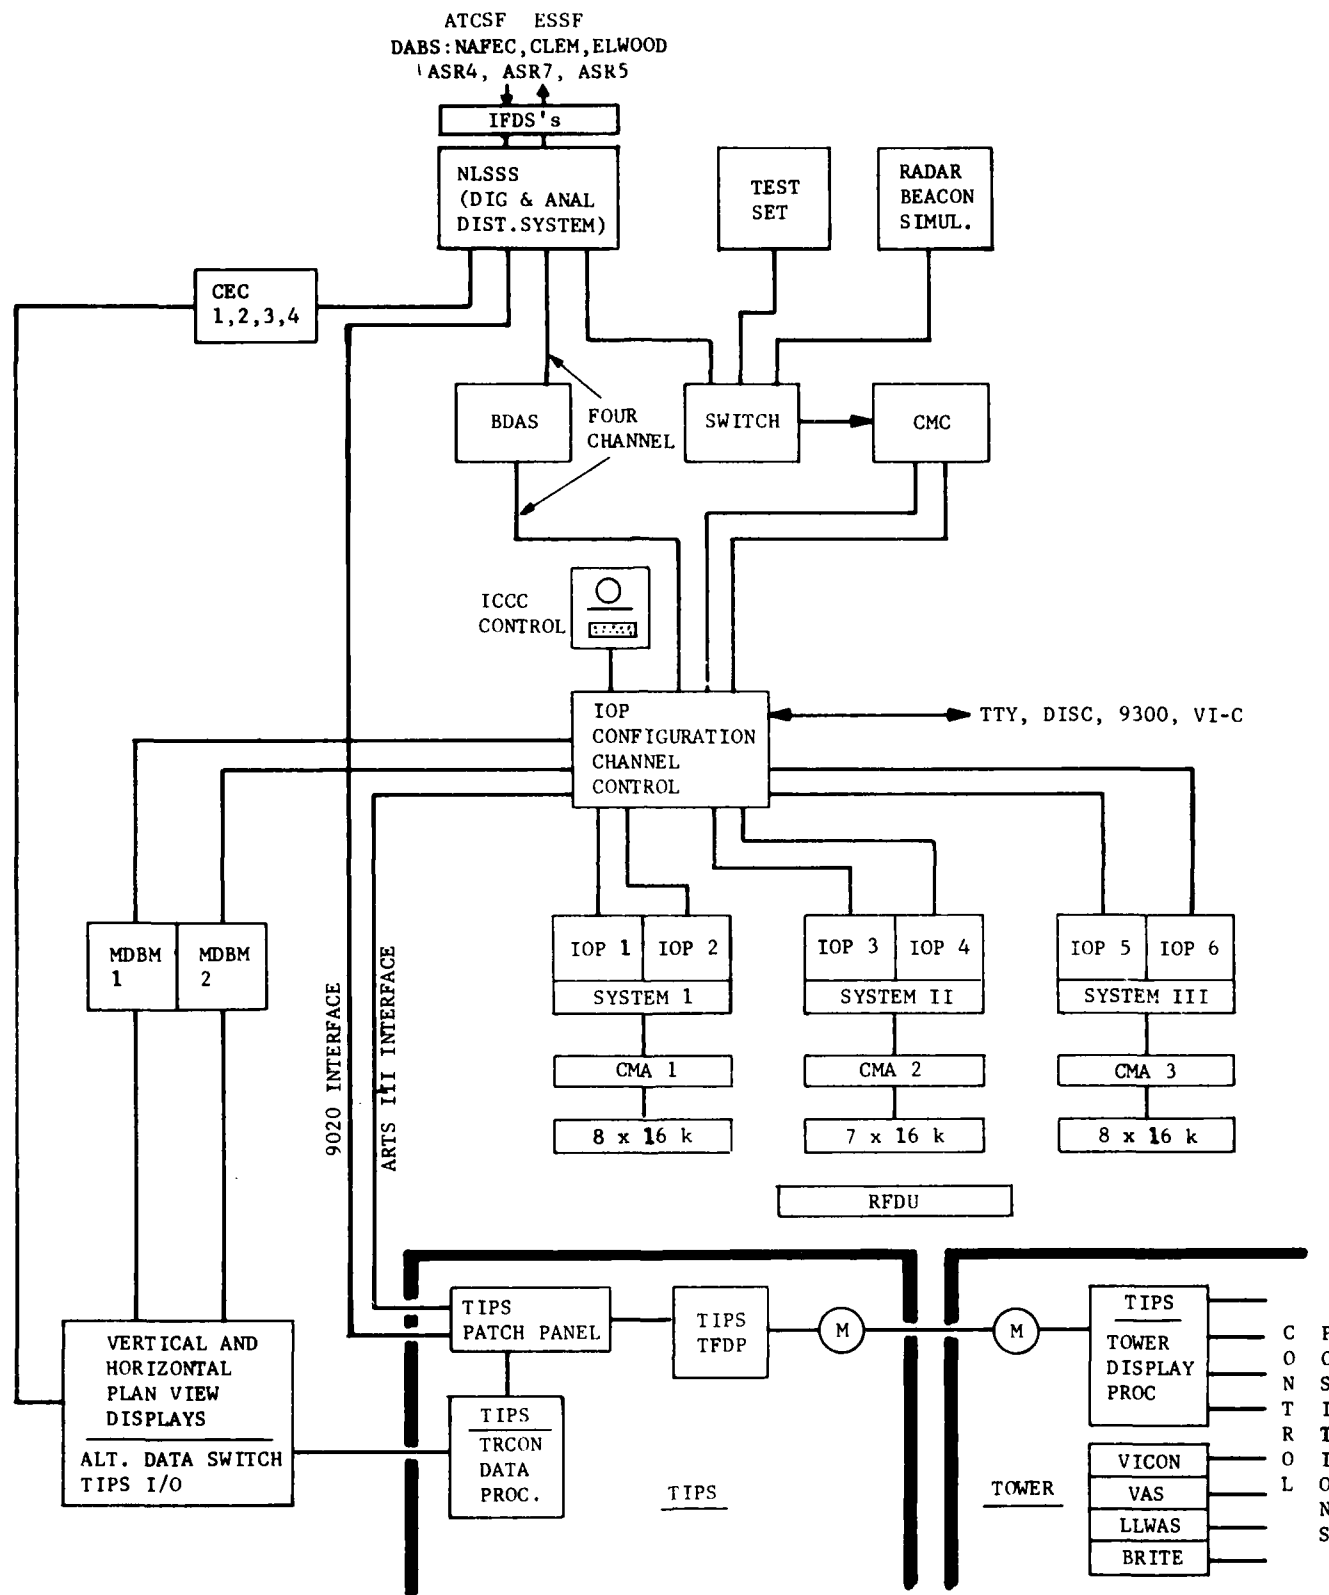 ATCSF ESSF
DABS:NAFEC,CLEM,ELWOOD
ASR4, ASR7, ASR5
IFDS's
NLSSS
(DIG & ANAL
DIST.SYSTEM)
TEST
SET
RADAR
BEACON
SIMUL.
CEC
1,2,3,4
BDAS
FOUR
CHANNEL
SWITCH
CMC
ICCC
CONTROL
IOP
CONFIGURATION
CHANNEL
CONTROL
TTY, DISC, 9300, VI-C
MDBM
1
MDBM
2
IOP 1
IOP 2
SYSTEM 1
IOP 3
IOP 4
SYSTEM II
IOP 5
IOP 6
SYSTEM III
CMA 1
CMA 2
CMA 3
8 x 16 k
7 x 16 k
8 x 16 k
9020 INTERFACE
ARTS III INTERFACE
RFDU
TIPS
PATCH PANEL
TIPS
TFDP
M
M
TIPS
TOWER
DISPLAY
PROC
VERTICAL AND
HORIZONTAL
PLAN VIEW
DISPLAYS
ALT. DATA SWITCH
TIPS I/O
TIPS
TRCON
DATA
PROC.
TIPS
TOWER
VICON
VAS
LLWAS
BRITE
CONTROL
POSITIONS